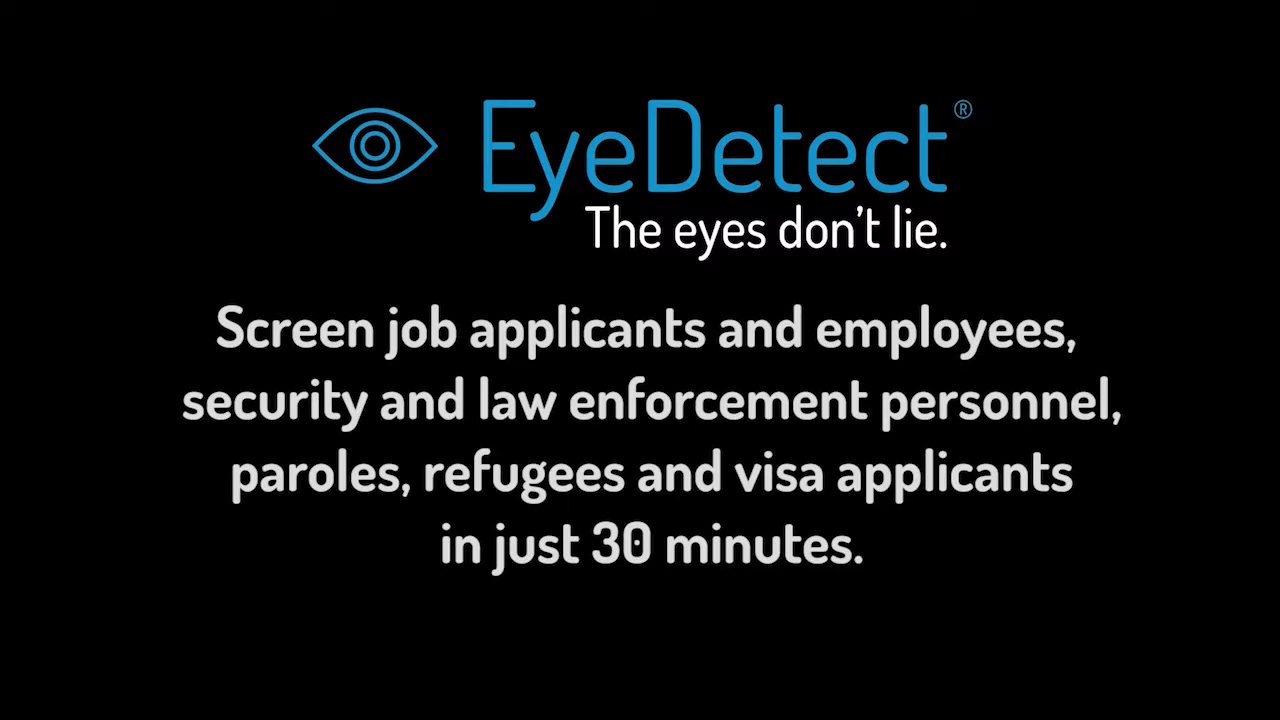 EyeDetect®
The eyes don't lie.
Screen job applicants and employees,
security and law enforcement personnel,
paroles, refugees and visa applicants
in just 30 minutes.